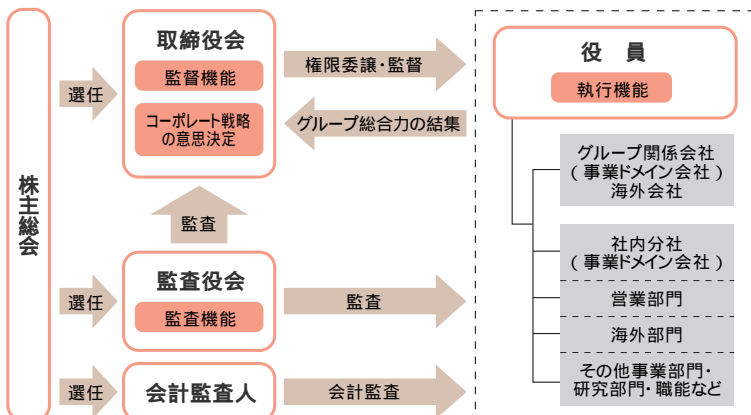 株主総会
選任
取締役会
監督機能
コーポレート戦略
の意思決定
権限委譲・監督
グループ総合力の結集
監査
選任
監査役会
監査機能
監査
選任
会計監査人
会計監査
役　員
執行機能
グループ関係会社
（事業ドメイン会社）
海外会社
社内分社
（事業ドメイン会社）
営業部門
海外部門
その他事業部門・
研究部門・職能など